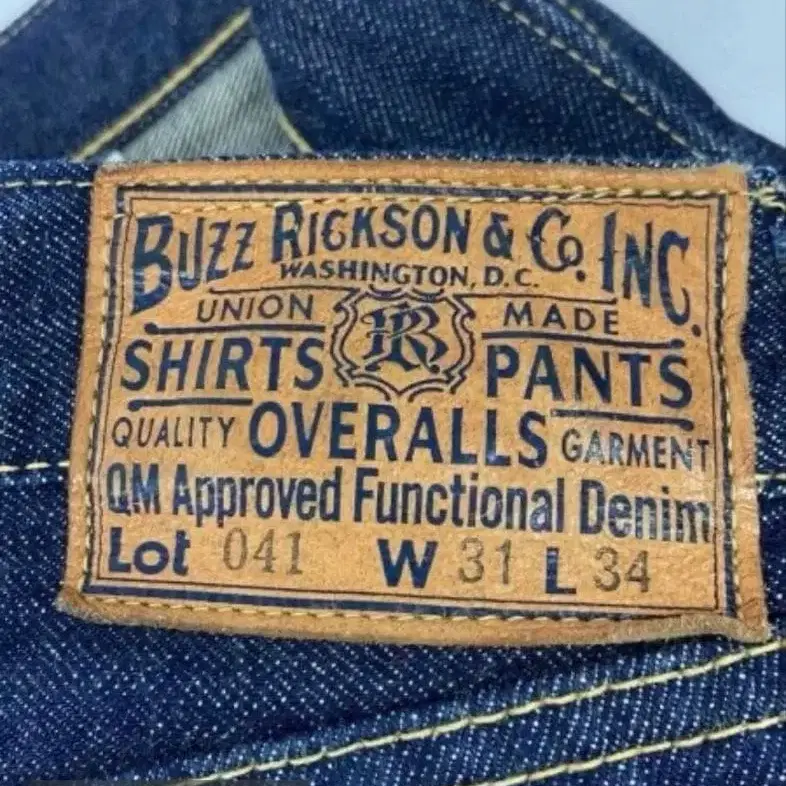 BUZZ RICKSON & CO. INC.
WASHINGTON, D.C.
UNION MADE
BR
SHIRTS PANTS
QUALITY OVERALLS GARMENT
QM Approved Functional Denim
Lot 041 W 31 L 34